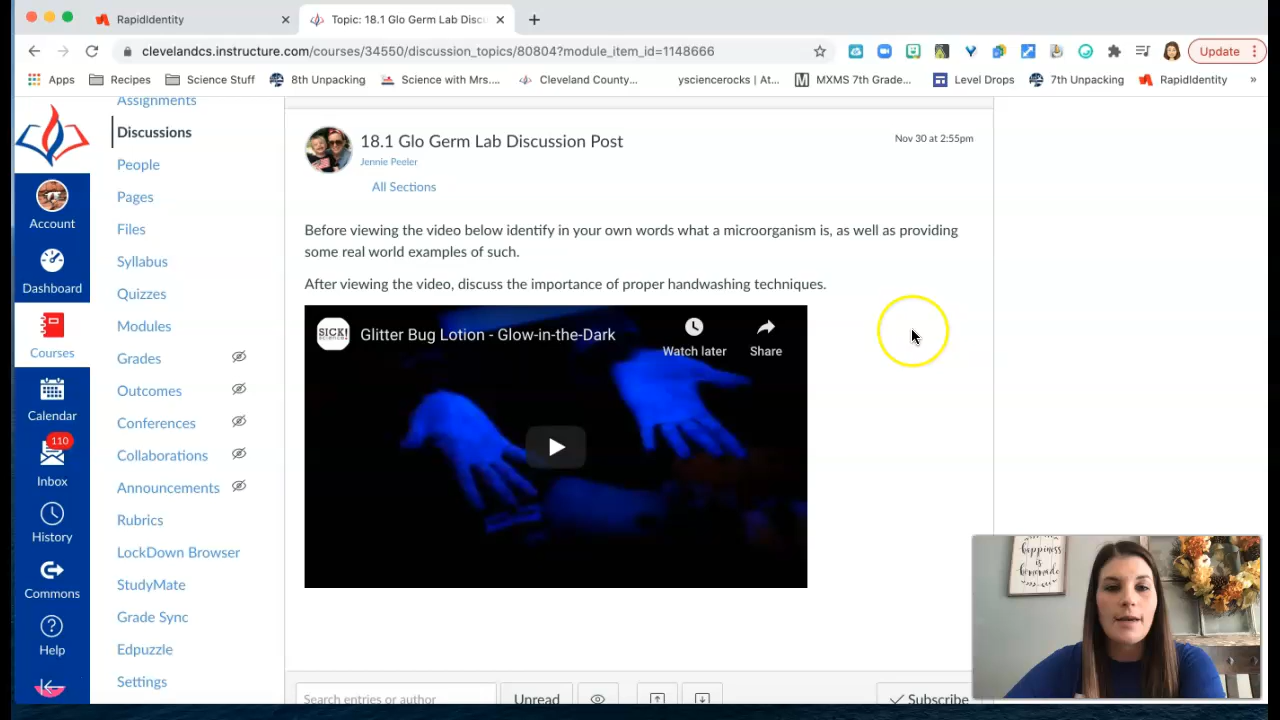 RapidIdentity
Topic: 18.1 Glo Germ Lab Discu
clevelandcs.instructure.com/courses/34550/discussion_topics/80804?module_item_id=1148666
Update
Apps
Recipes
Science Stuff
8th Unpacking
Science with Mrs....
Cleveland County...
ysciencerocks | At...
MXMS 7th Grade...
Level Drops
7th Unpacking
RapidIdentity
»
Account
Dashboard
Courses
Calendar
110
Inbox
History
Commons
Help
Assignments
Discussions
People
Pages
Files
Syllabus
Quizzes
Modules
Grades
Outcomes
Conferences
Collaborations
Announcements
Rubrics
LockDown Browser
StudyMate
Grade Sync
Edpuzzle
Settings
18.1 Glo Germ Lab Discussion Post
Nov 30 at 2:55pm
Jennie Peeler
All Sections
Before viewing the video below identify in your own words what a microorganism is, as well as providing
some real world examples of such.
After viewing the video, discuss the importance of proper handwashing techniques.
SICK!
SCIENCE
Glitter Bug Lotion - Glow-in-the-Dark
Watch later
Share
Search entries or author
Unread
Subscribe
happiness
is
homemade